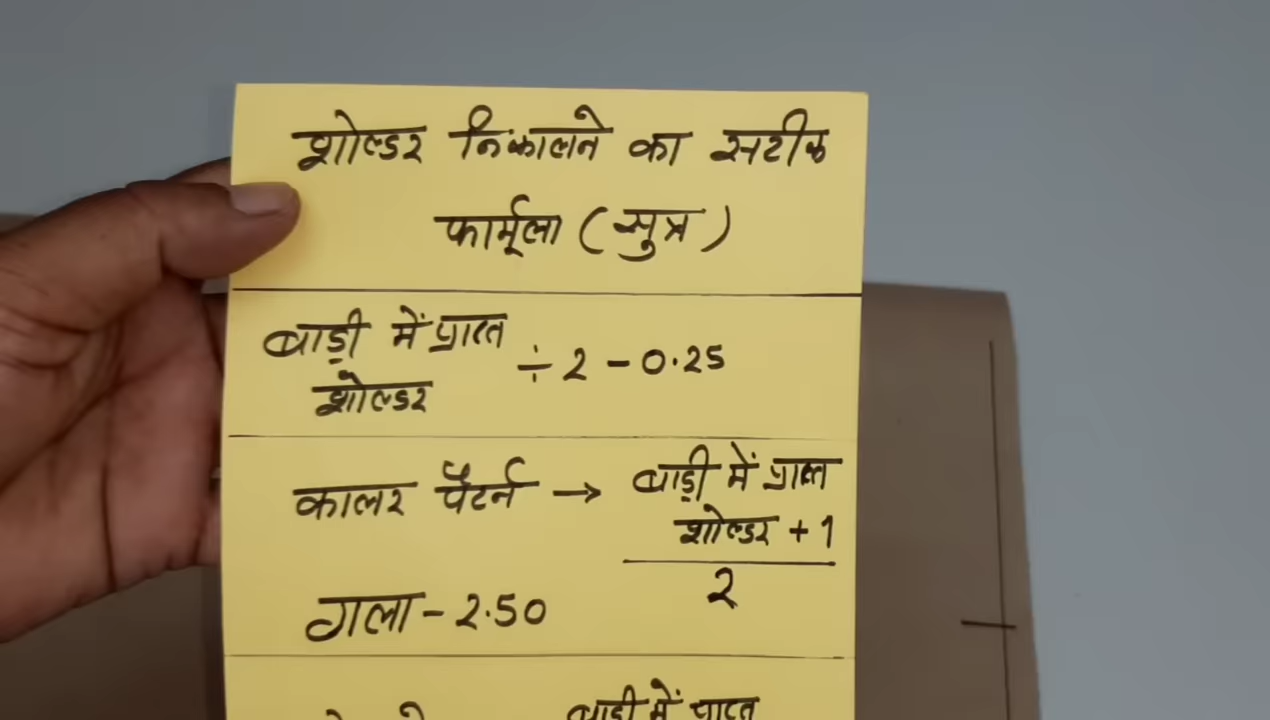 शोल्डर निकालने का सटीक
फार्मूला (सुत्र)
बाड़ी में प्राप्त
शोल्डर
÷ 2 - 0.25
कालर पैटर्न →
बाड़ी में प्राप्त
शोल्डर + 1
2
गला - 2.50
बाड़ी में प्राप्त